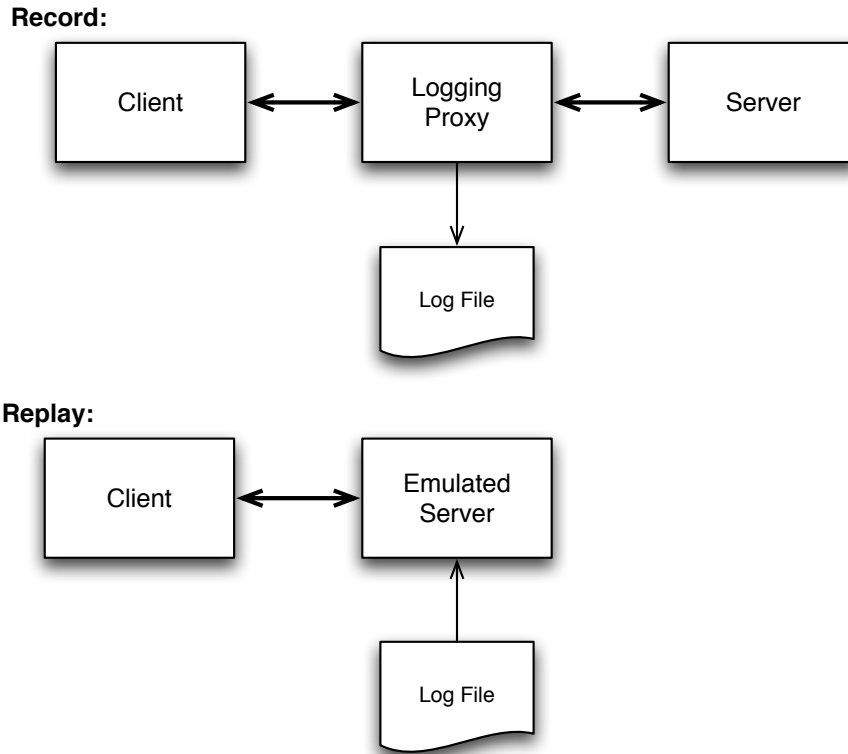 Record:
Client
Logging
Proxy
Server
Log File
Replay:
Client
Emulated
Server
Log File